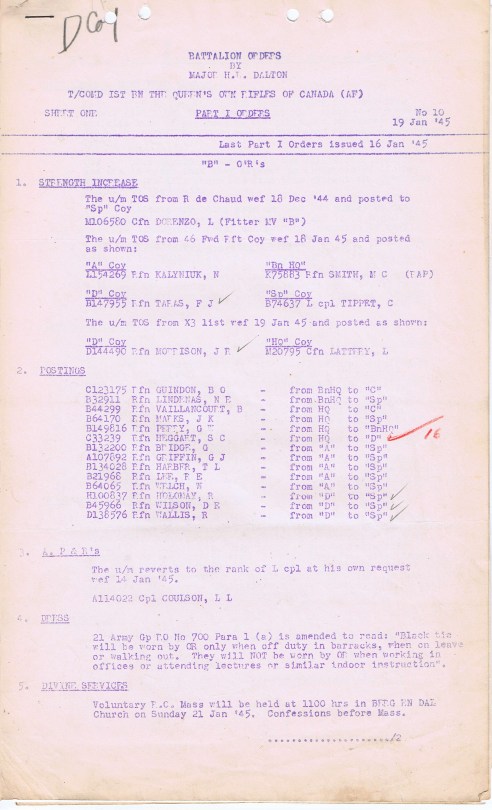 D Coy
BATTALION ORDERS
BY
MAJOR H.E. DALTON
T/COMD 1ST BN THE QUEEN'S OWN RIFLES OF CANADA (AF)
SHEET ONE PART I ORDERS No 10
19 Jan '45
Last Part I Orders issued 16 Jan '45
"B" - O'R's
1. STRENGTH INCREASE
The u/m TOS from R de Chaud wef 18 Dec '44 and posted to
"Sp" Coy
M106580 Cfn DORENZO, L (Fitter MV "B")
The u/m TOS from 46 Fwd Rft Coy wef 18 Jan 45 and posted
as shown:
"A" Coy "Bn HQ"
L154269 Rfn KALYNIUK, N K75883 Rfn SMITH, M C (RAP)
"D" Coy "Sp" Coy
B147955 Rfn TARAS, F J B74637 L cpl TIPPET, C
The u/m TOS from X3 list wef 19 Jan 45 and posted as shown:
"D" Coy "HQ" Coy
D144490 Rfn MORRISON, J R M20795 Cfn LATTERY, L
2. POSTINGS
C123175 Rfn GUINDON, B O - from BnHQ to "C"
B32911 Rfn LINDENAS, N E - from BnHQ to "Sp"
B44299 Rfn VAILLANCOURT, B - from HQ to "C"
B64170 Rfn MATES, J K - from HQ to "Sp"
B149816 Rfn PERRY, G E - from HQ to "BnHQ"
C33239 Rfn HEGGART, S C - from HQ to "D" 16
B132200 Rfn BRIDGE, G - from "A" to "Sp"
A107892 Rfn GRIFFIN, G J - from "A" to "Sp"
B134028 Rfn HARBER, T L - from "A" to "Sp"
B21968 Rfn LEE, F E - from "A" to "Sp"
B64065 Rfn WELCH, W - from "A" to "Sp"
H100837 Rfn HOLOWAY, R - from "D" to "Sp"
B45966 Rfn WILSON, D E - from "D" to "Sp"
D138576 Rfn WALLIS, R - from "D" to "Sp"
3. A, P & R's
The u/m reverts to the rank of L cpl at his own request
wef 14 Jan '45.
A114022 Cpl COULSON, L L
4. DRESS
21 Army Gp RO No 700 Para 1 (a) is amended to read: "Black tie
will be worn by OR only when off duty in barracks, when on leave
or walking out. They will NOT be worn by OR when working in
offices or attending lectures or similar indoor instruction".
5. DIVINE SERVICES
Voluntary R.C. Mass will be held at 1100 hrs in BERG EN DAL
Church on Sunday 21 Jan '45. Confessions before Mass.
....................../2